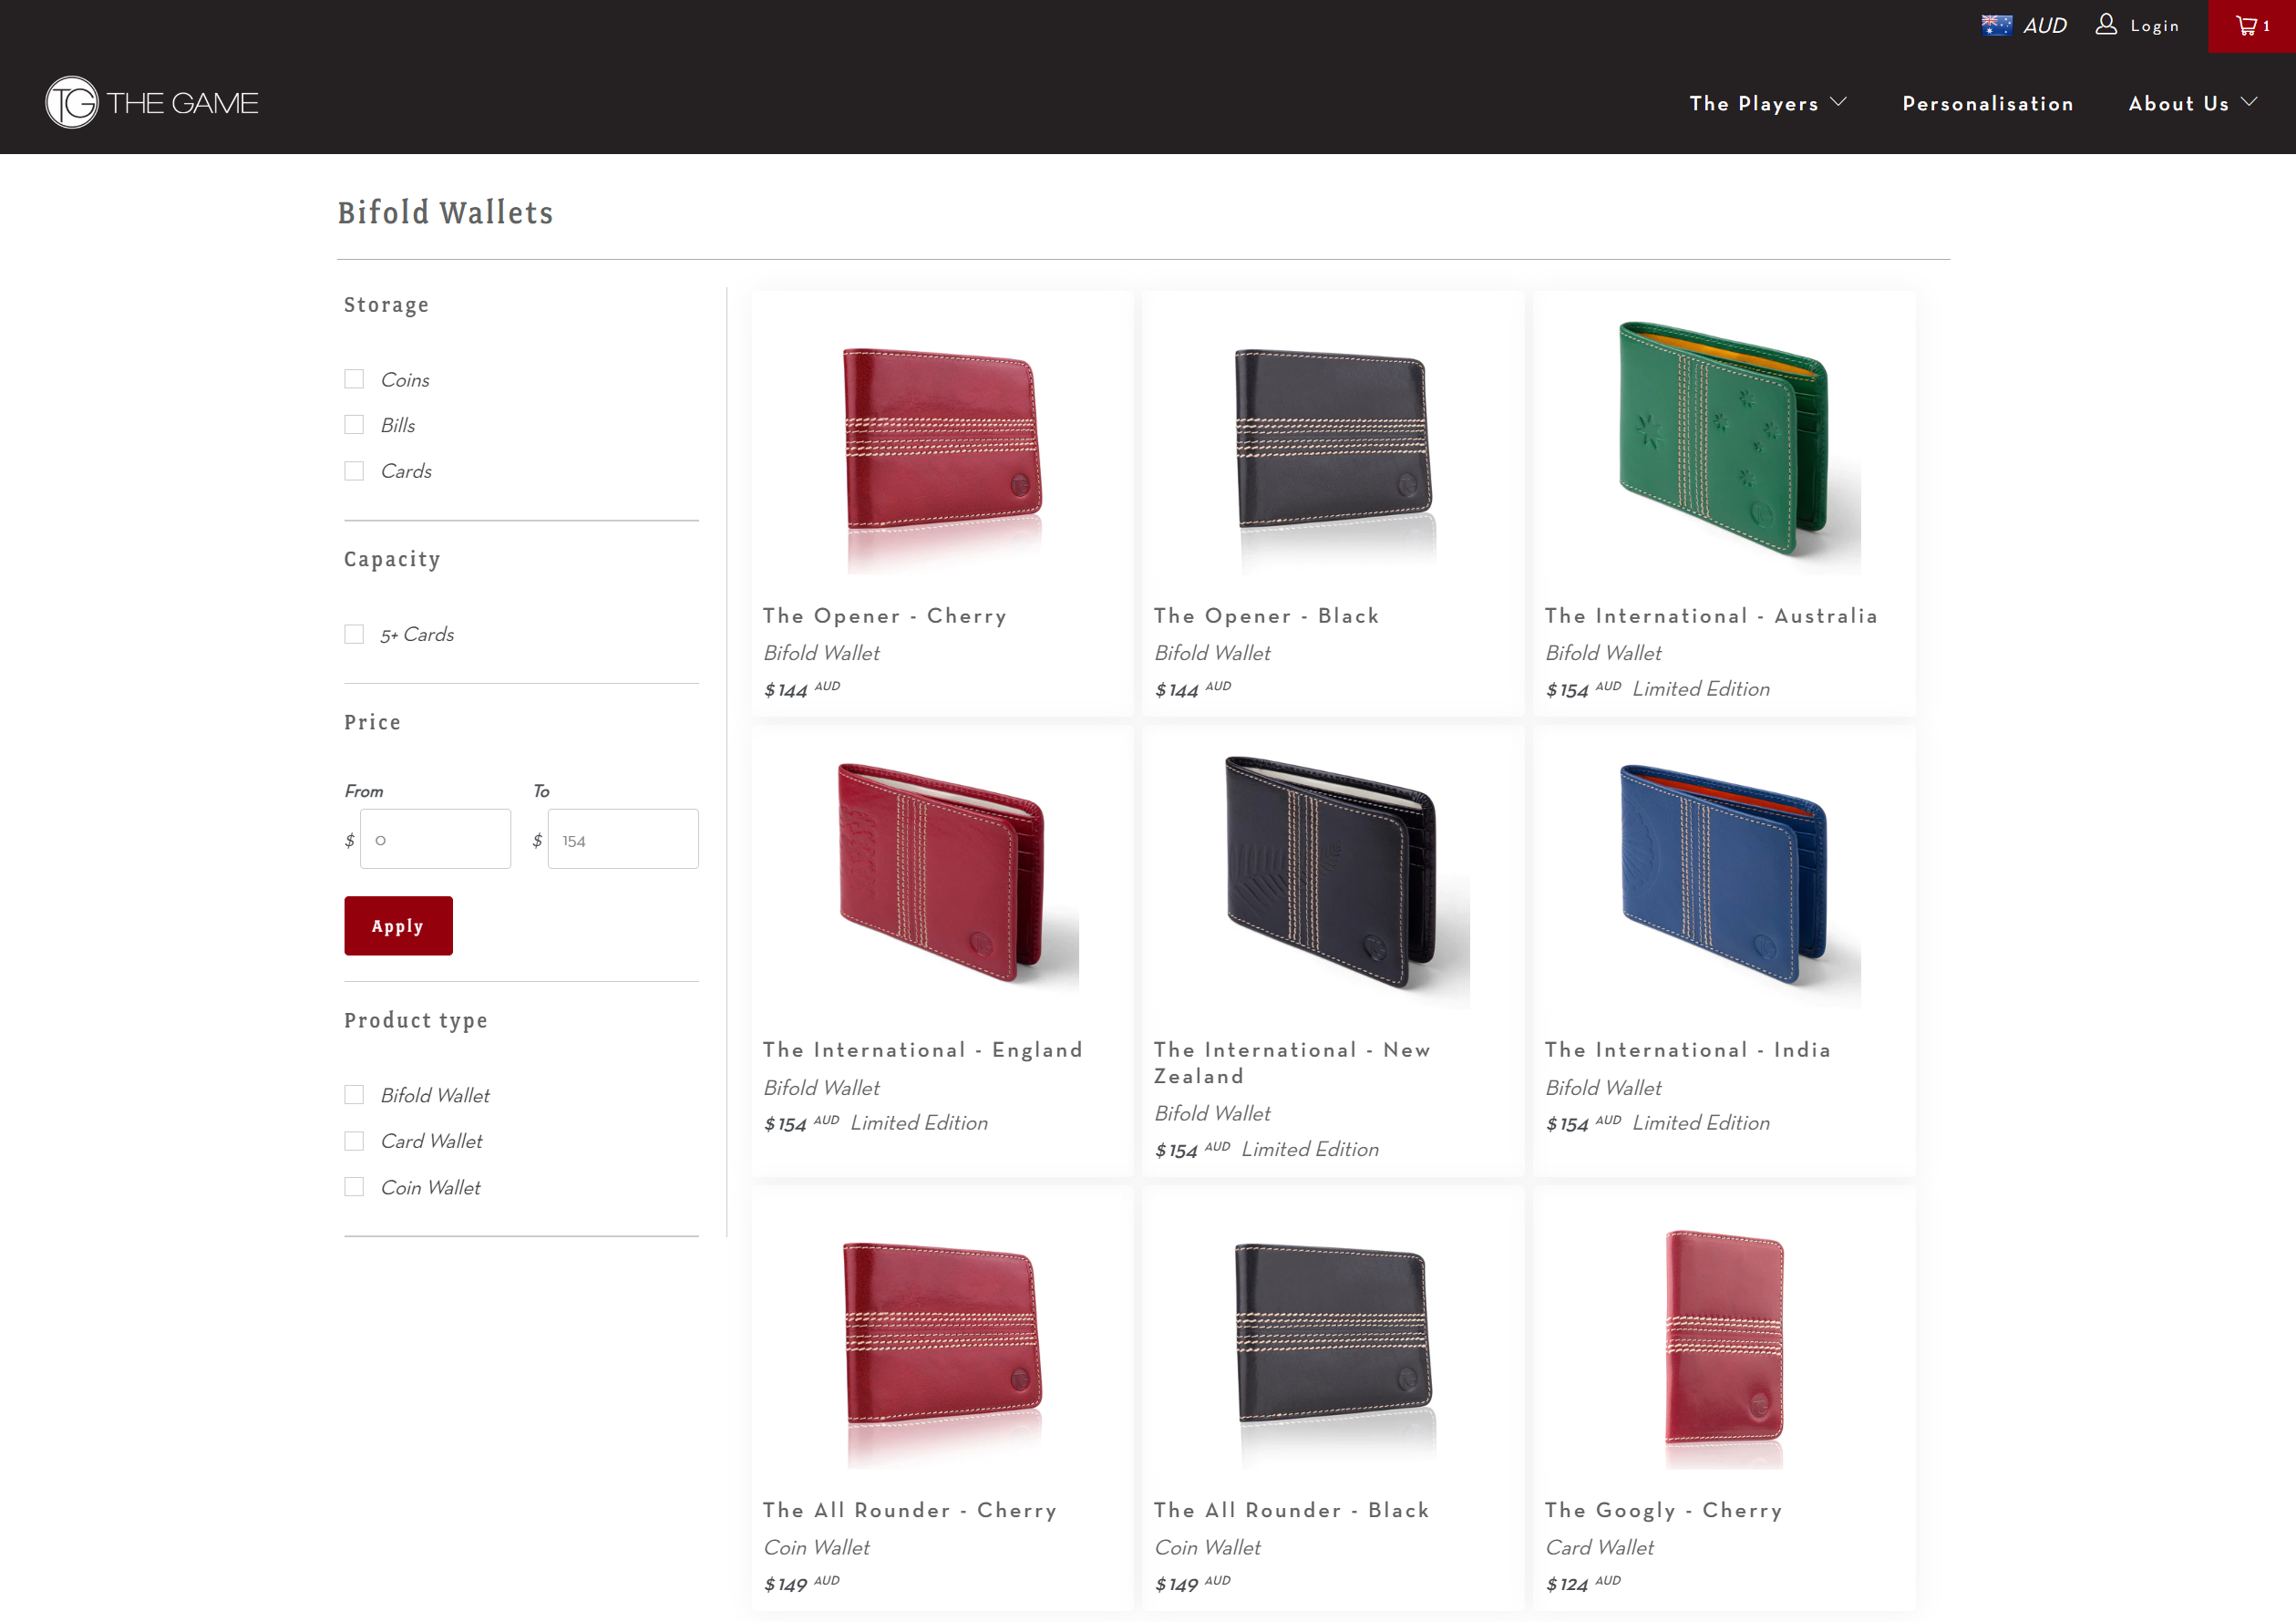 AUD
Login
1
TG THE GAME
The Players
Personalisation
About Us
Bifold Wallets
Storage
Coins
Bills
Cards
Capacity
5+ Cards
Price
From
To
$ 0
$ 154
Apply
Product type
Bifold Wallet
Card Wallet
Coin Wallet
The Opener - Cherry
Bifold Wallet
$144 AUD
The Opener - Black
Bifold Wallet
$144 AUD
The International - Australia
Bifold Wallet
$154 AUD Limited Edition
The International - England
Bifold Wallet
$154 AUD Limited Edition
The International - New
Zealand
Bifold Wallet
$154 AUD Limited Edition
The International - India
Bifold Wallet
$154 AUD Limited Edition
The All Rounder - Cherry
Coin Wallet
$149 AUD
The All Rounder - Black
Coin Wallet
$149 AUD
The Googly - Cherry
Card Wallet
$124 AUD